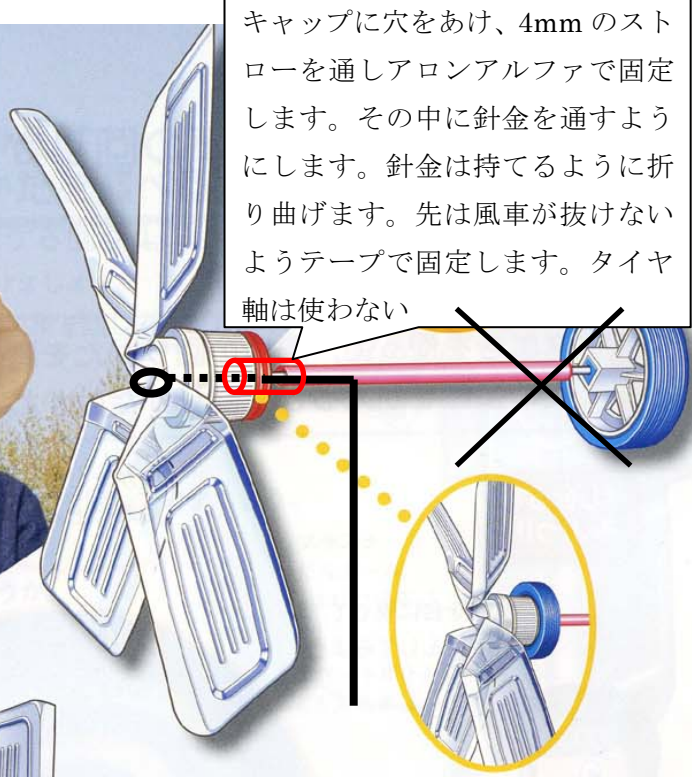 キャップに穴をあけ、4mm のスト
ローを通しアロンアルファで固定
します。その中に針金を通すよう
にします。針金は持てるように折
り曲げます。先は風車が抜けない
ようテープで固定します。タイヤ
軸は使わない